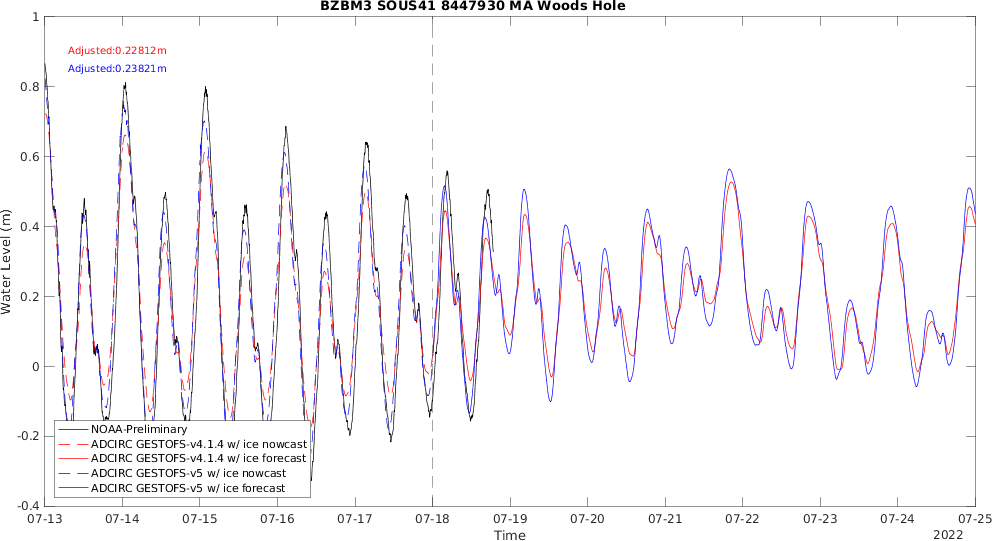 BZBM3 SOUS41 8447930 MA Woods Hole
Adjusted:0.22812m
Adjusted:0.23821m
Water Level (m)
1
0.8
0.6
0.4
0.2
0
-0.2
-0.4
NOAA-Preliminary
ADCIRC GESTOFS-v4.1.4 w/ ice nowcast
ADCIRC GESTOFS-v4.1.4 w/ ice forecast
ADCIRC GESTOFS-v5 w/ ice nowcast
ADCIRC GESTOFS-v5 w/ ice forecast
07-13 07-14 07-15 07-16 07-17 07-18 07-19 07-20 07-21 07-22 07-23 07-24 07-25
Time
2022